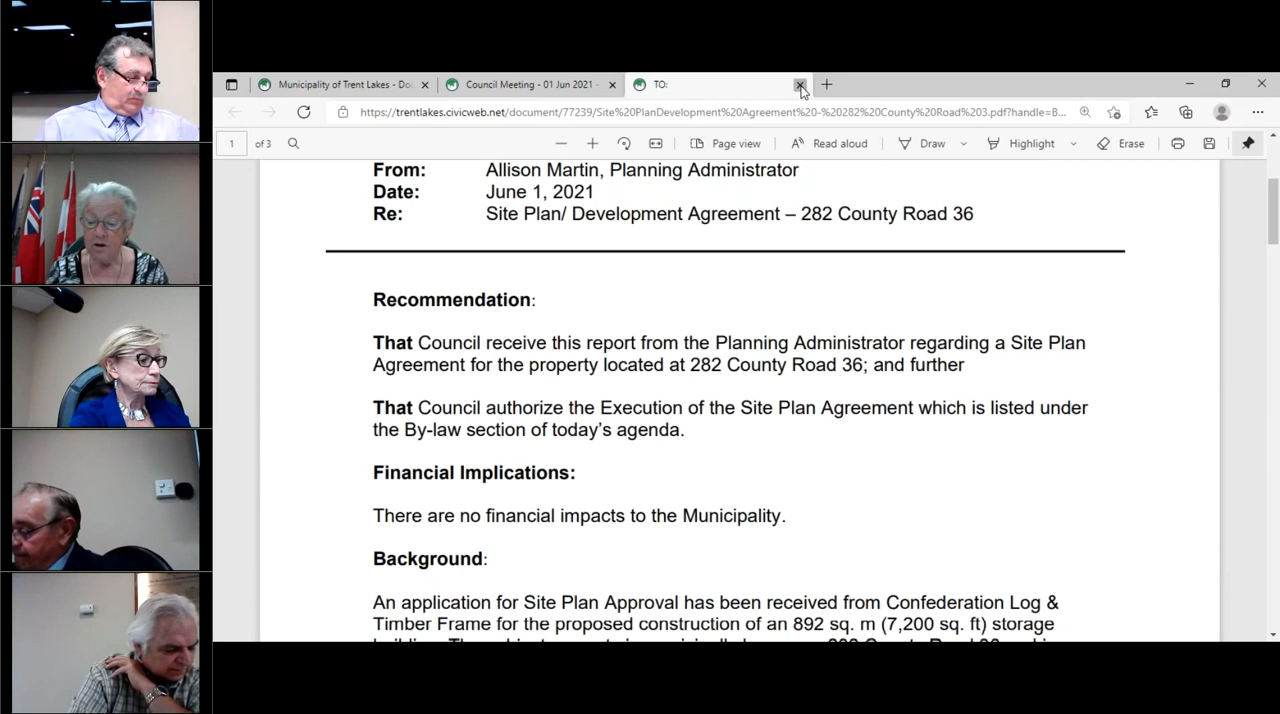 Municipality of Trent Lakes - Doc
Council Meeting - 01 Jun 2021 -
TO:
https://trentlakes.civicweb.net/document/77239/Site%20PlanDevelopment%20Agreement%20-%20282%20County%20Road%203.pdf?handle=B...
1 of 3
Page view
Read aloud
Draw
Highlight
Erase
From: Allison Martin, Planning Administrator
Date: June 1, 2021
Re: Site Plan/ Development Agreement – 282 County Road 36
Recommendation:
That Council receive this report from the Planning Administrator regarding a Site Plan
Agreement for the property located at 282 County Road 36; and further
That Council authorize the Execution of the Site Plan Agreement which is listed under
the By-law section of today's agenda.
Financial Implications:
There are no financial impacts to the Municipality.
Background:
An application for Site Plan Approval has been received from Confederation Log &
Timber Frame for the proposed construction of an 892 sq. m (7,200 sq. ft) storage